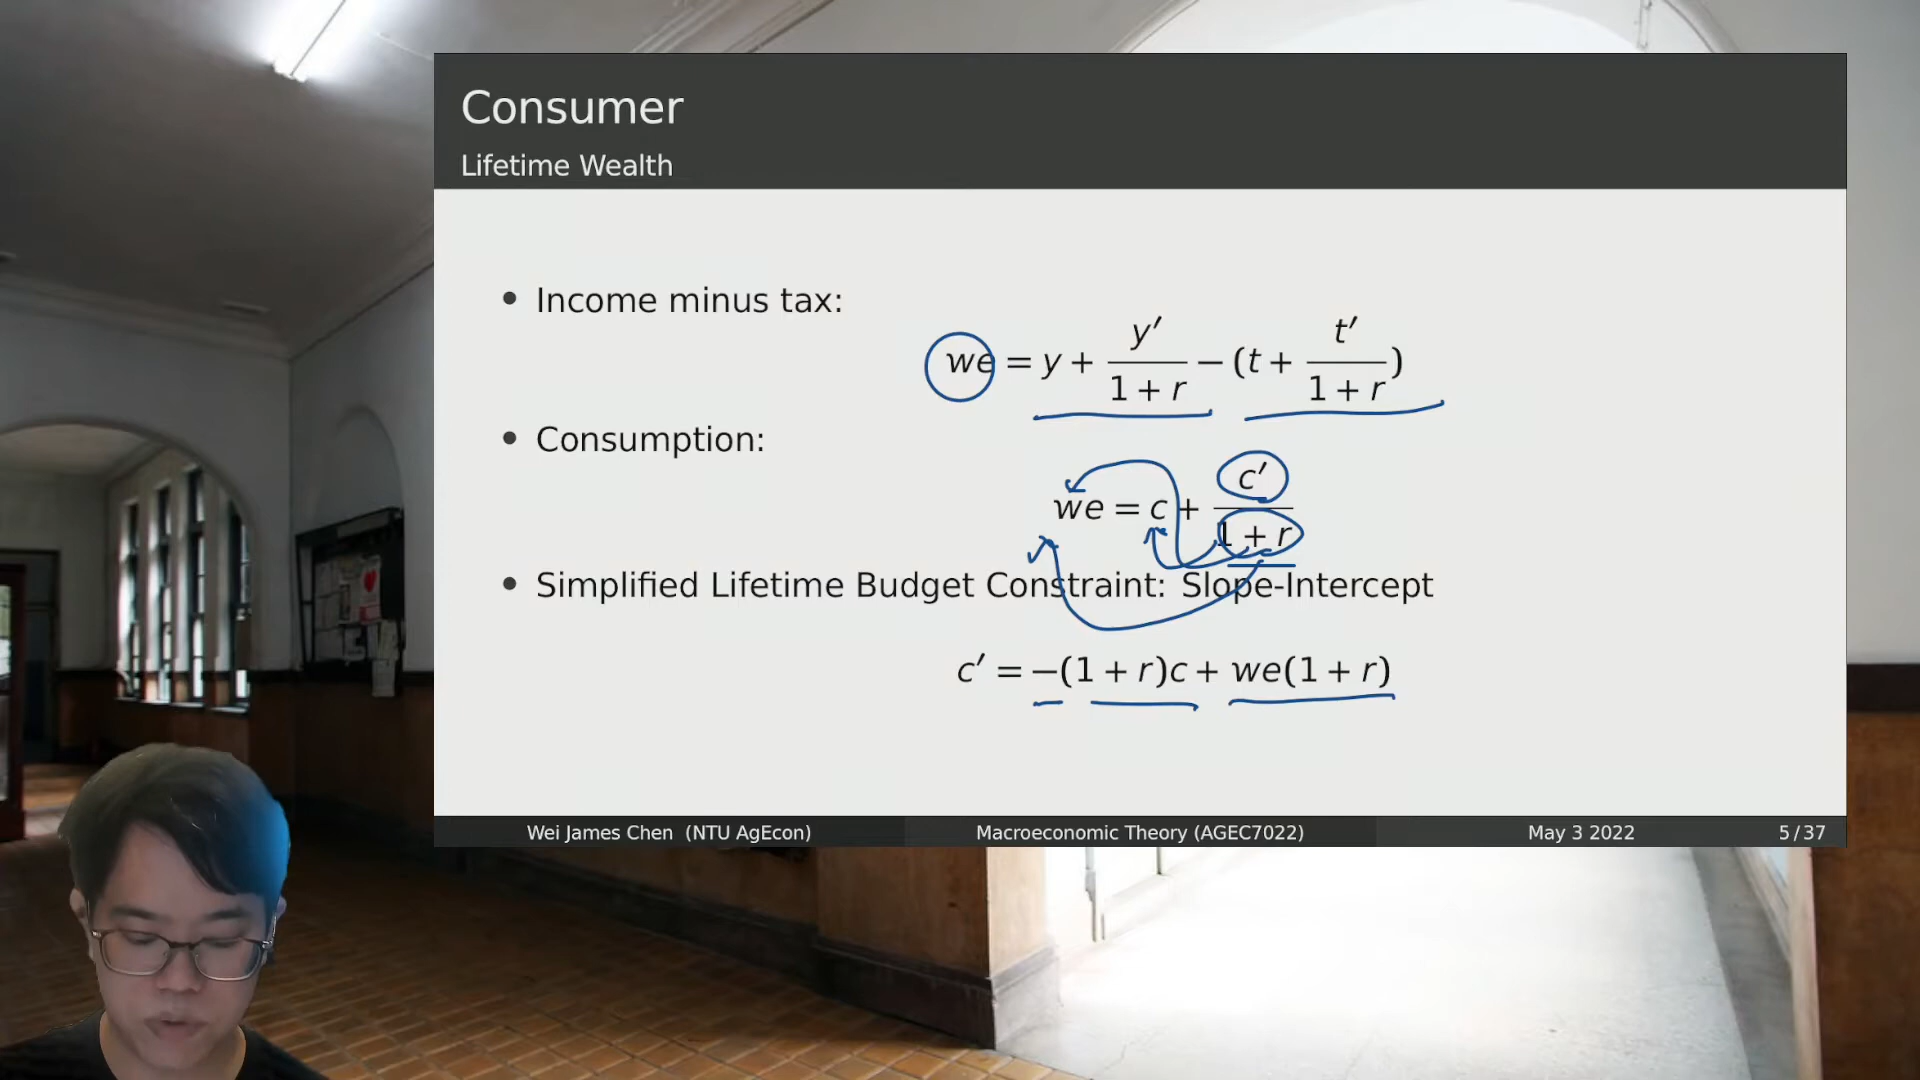 Consumer
Lifetime Wealth
• Income minus tax:
we = y + y′/(1 + r) − (t + t′/(1 + r))
• Consumption:
we = c + c′/(1 + r)
• Simplified Lifetime Budget Constraint: Slope-Intercept
c′ = −(1 + r)c + we(1 + r)
Wei James Chen (NTU AgEcon) Macroeconomic Theory (AGEC7022) May 3 2022 5/37